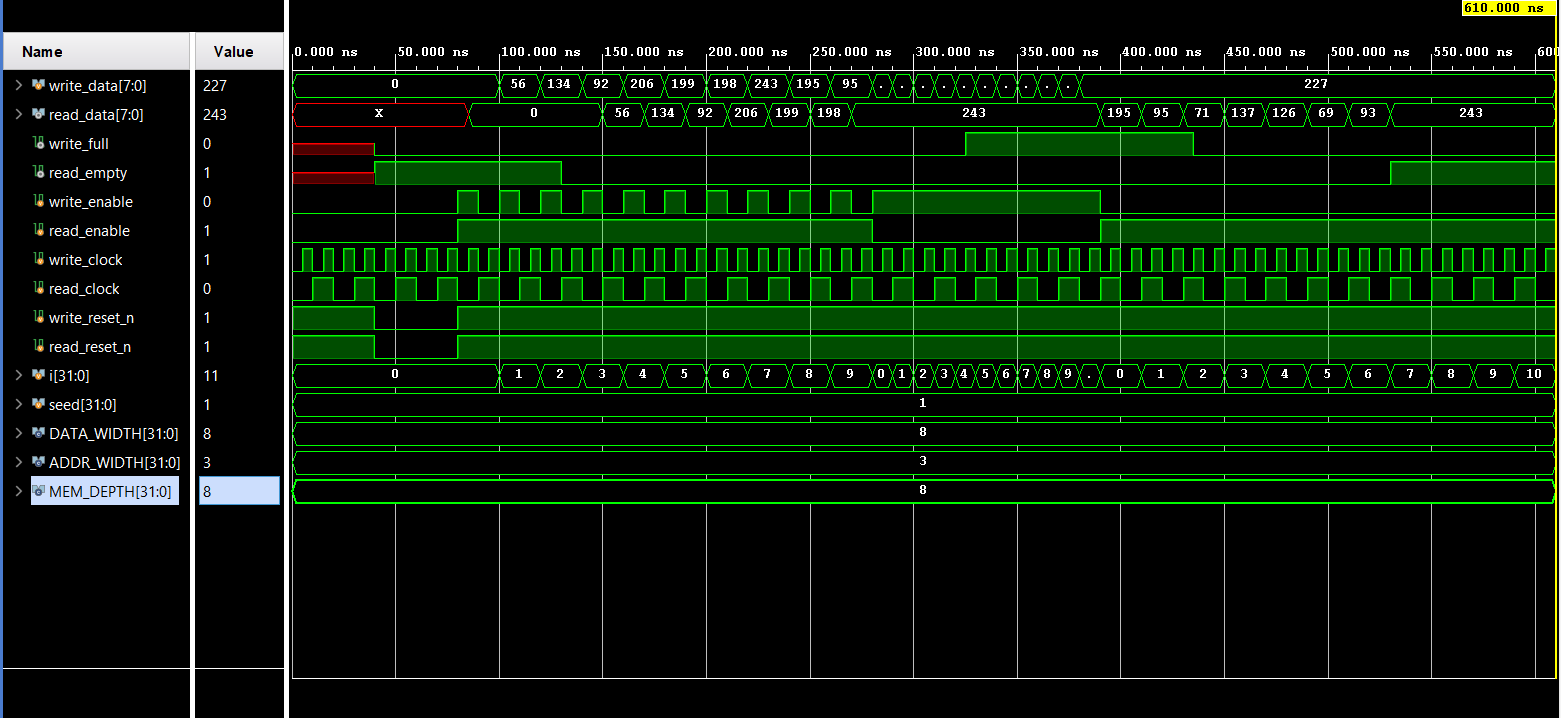 610.000 ns
Name Value 0.000 ns 50.000 ns 100.000 ns 150.000 ns 200.000 ns 250.000 ns 300.000 ns 350.000 ns 400.000 ns 450.000 ns 500.000 ns 550.000 ns 600
write_data[7:0] 227 0 56 134 92 206 199 198 243 195 95 . . . . . . . . . . 227
read_data[7:0] 243 X 0 56 134 92 206 199 198 243 195 95 71 137 126 69 93 243
write_full 0
read_empty 1
write_enable 0
read_enable 1
write_clock 1
read_clock 0
write_reset_n 1
read_reset_n 1
i[31:0] 11 0 1 2 3 4 5 6 7 8 9 0 1 2 3 4 5 6 7 8 9 . 0 1 2 3 4 5 6 7 8 9 10
seed[31:0] 1 1
DATA_WIDTH[31:0] 8 8
ADDR_WIDTH[31:0] 3 3
MEM_DEPTH[31:0] 8 8